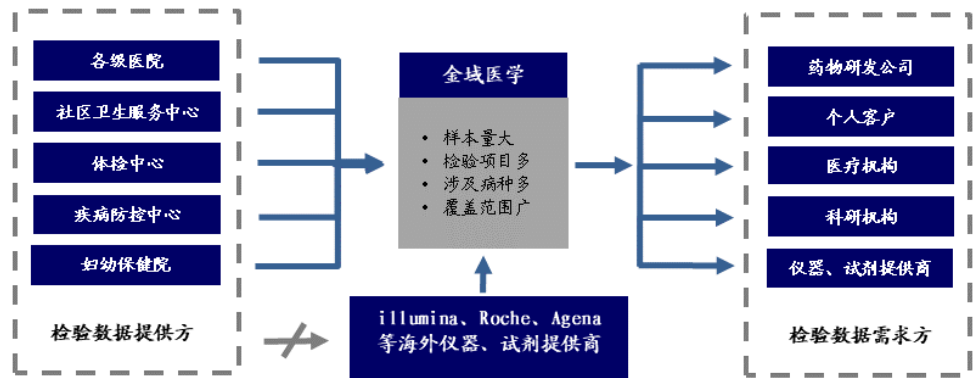 各级医院
社区卫生服务中心
体检中心
疾病防控中心
妇幼保健院
检验数据提供方
金域医学
• 样本量大
• 检验项目多
• 涉及病种多
• 覆盖范围广
illumina、Roche、Agena
等海外仪器、试剂提供商
药物研发公司
个人客户
医疗机构
科研机构
仪器、试剂提供商
检验数据需求方